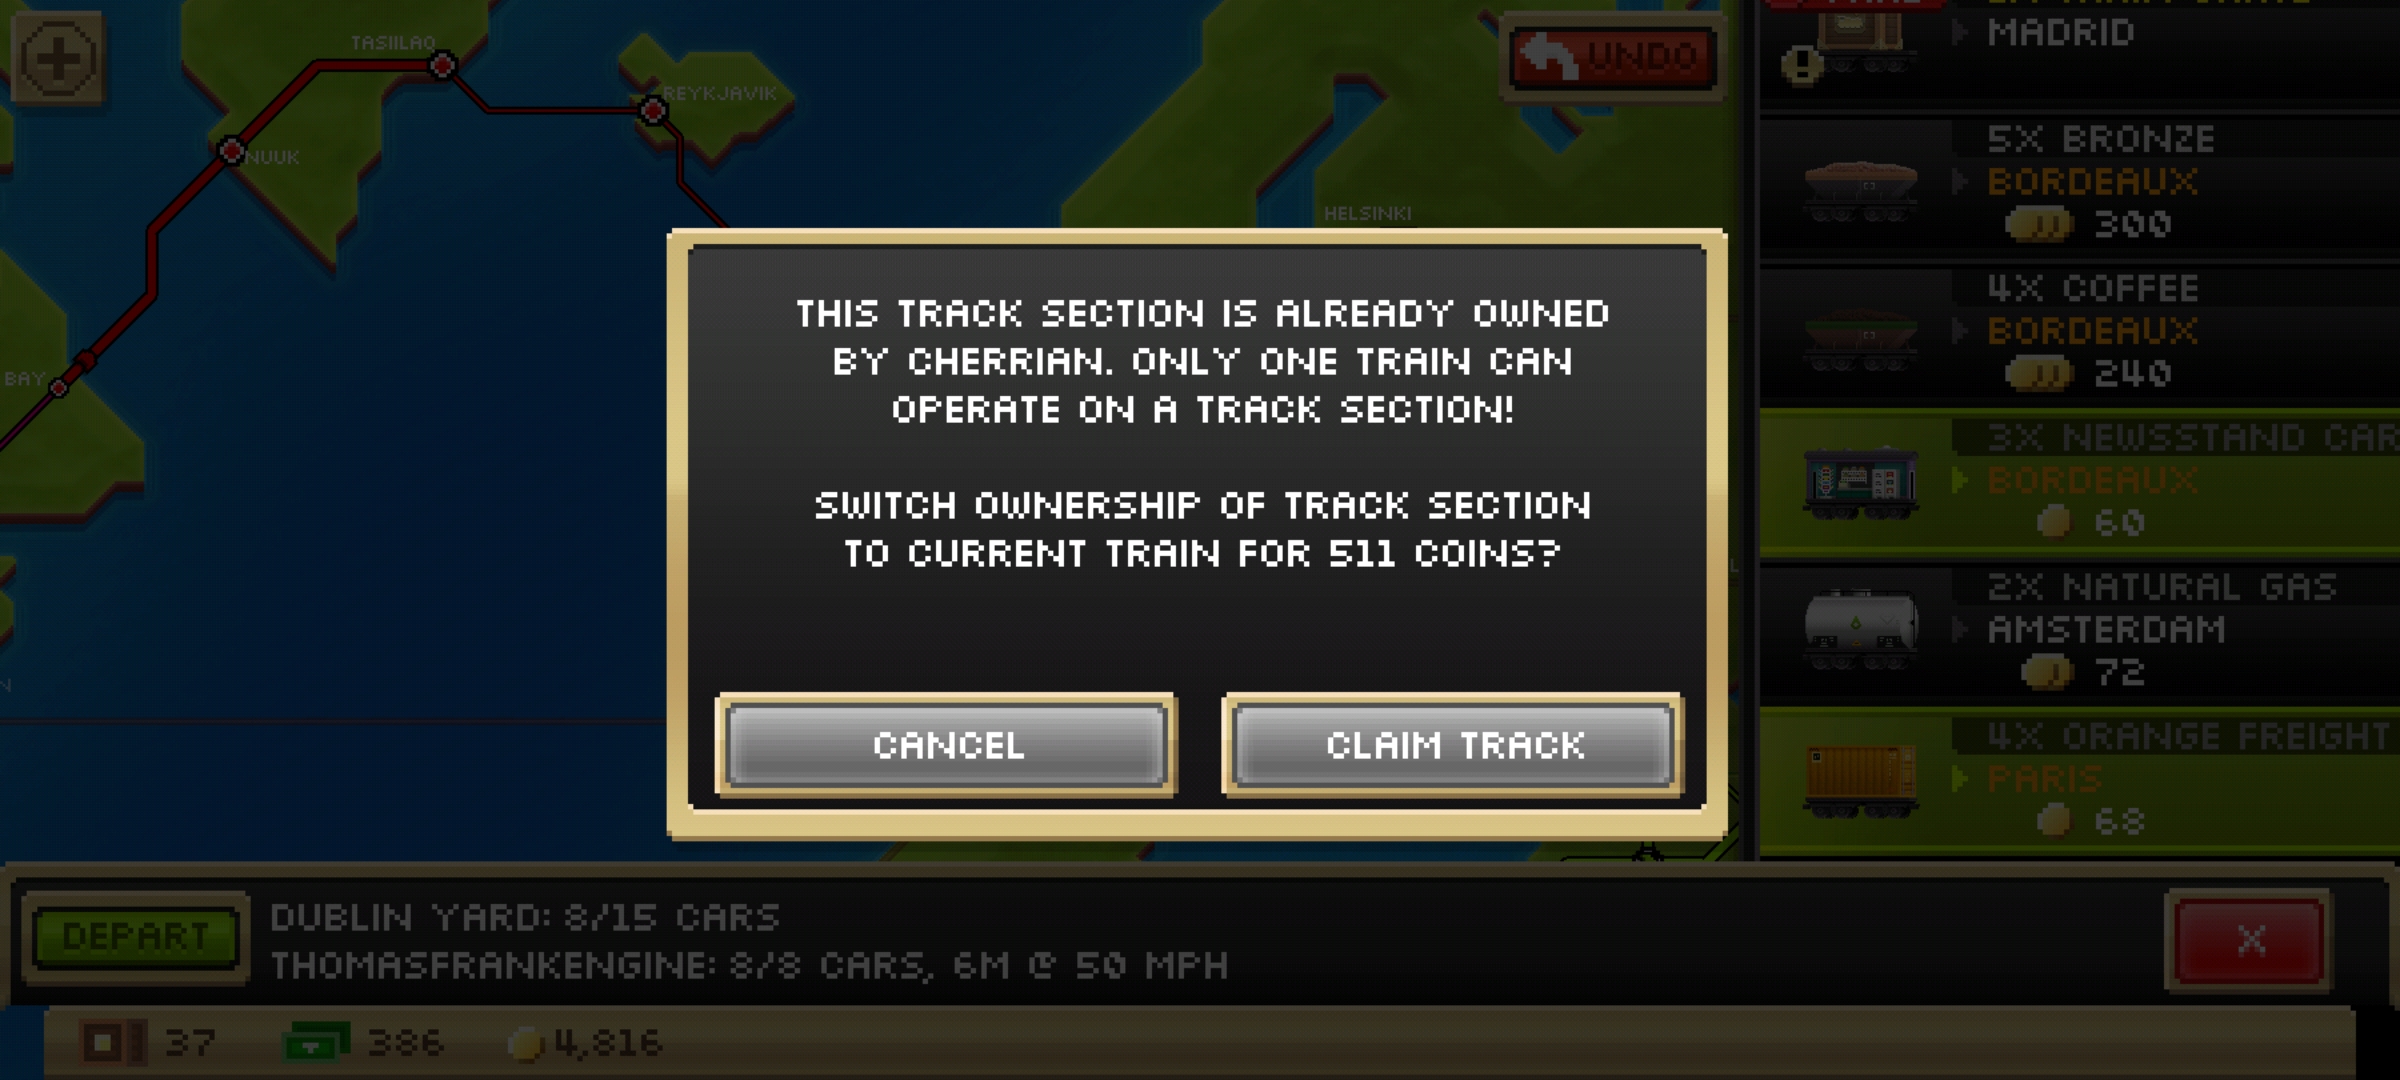 TASIILAQ
REYKJAVIK
NUUK
HELSINKI
BAY
UNDO
MADRID
5X BRONZE
BORDEAUX
300
4X COFFEE
BORDEAUX
240
3X NEWSSTAND CAR
BORDEAUX
60
2X NATURAL GAS
AMSTERDAM
72
4X ORANGE FREIGHT
PARIS
68
THIS TRACK SECTION IS ALREADY OWNED
BY CHERRIAN. ONLY ONE TRAIN CAN
OPERATE ON A TRACK SECTION!
SWITCH OWNERSHIP OF TRACK SECTION
TO CURRENT TRAIN FOR 511 COINS?
CANCEL
CLAIM TRACK
DEPART
DUBLIN YARD: 8/15 CARS
THOMASFRANKENGINE: 8/8 CARS, 6M @ 50 MPH
X
37
386
4,816